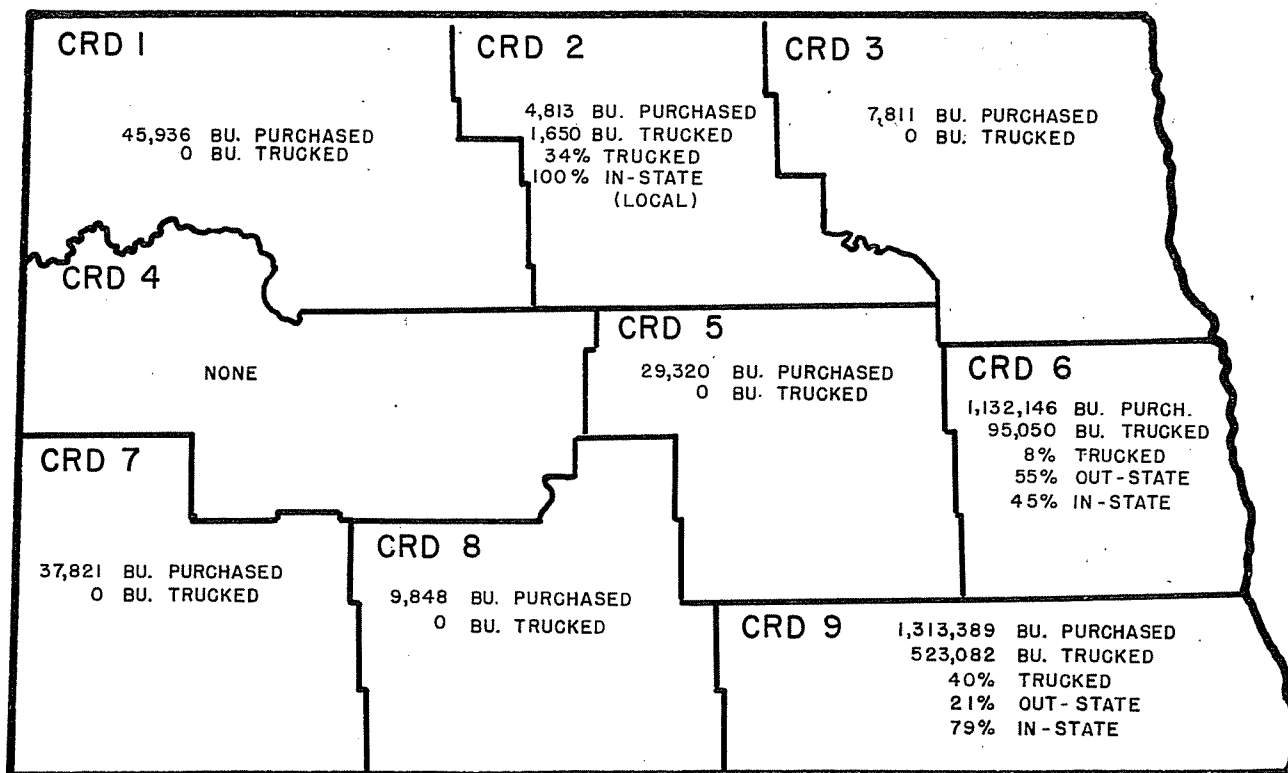 CRD 1
45,936 BU. PURCHASED
0 BU. TRUCKED
CRD 2
4,813 BU. PURCHASED
1,650 BU. TRUCKED
34% TRUCKED
100% IN-STATE
(LOCAL)
CRD 3
7,811 BU. PURCHASED
0 BU. TRUCKED
CRD 4
NONE
CRD 5
29,320 BU. PURCHASED
0 BU. TRUCKED
CRD 6
1,132,146 BU. PURCH.
95,050 BU. TRUCKED
8% TRUCKED
55% OUT-STATE
45% IN-STATE
CRD 7
37,821 BU. PURCHASED
0 BU. TRUCKED
CRD 8
9,848 BU. PURCHASED
0 BU. TRUCKED
CRD 9
1,313,389 BU. PURCHASED
523,082 BU. TRUCKED
40% TRUCKED
21% OUT-STATE
79% IN-STATE